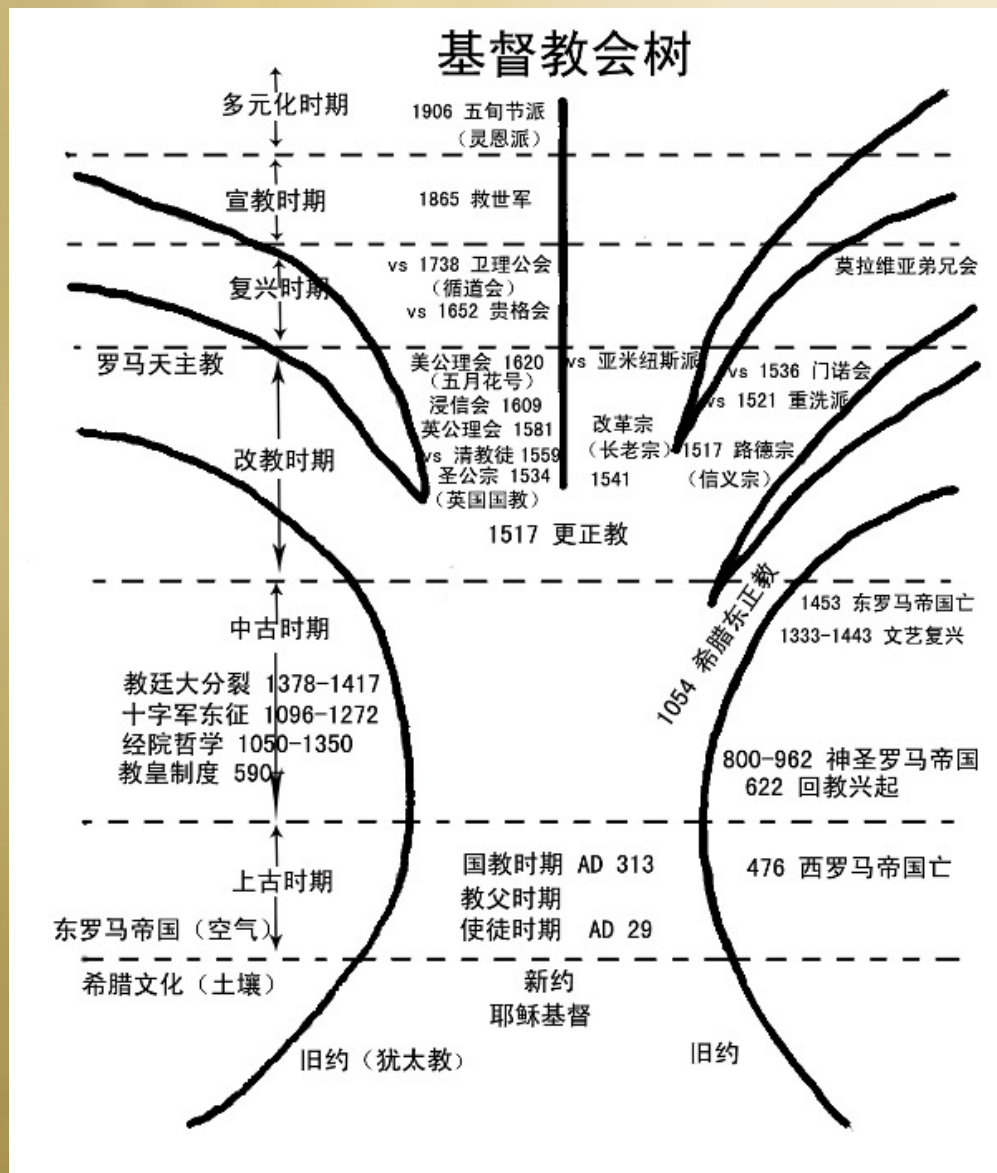 基督教会树
多元化时期
1906 五旬节派
（灵恩派）
宣教时期
1865 救世军
vs 1738 卫理公会
（循道会）
莫拉维亚弟兄会
复兴时期
vs 1652 贵格会
罗马天主教
美公理会 1620
（五月花号）
vs 亚米纽斯派
vs 1536 门诺会
浸信会 1609
vs 1521 重洗派
英公理会 1581
改革宗
（长老宗）
1541
1517 路德宗
（信义宗）
改教时期
vs 清教徒 1559
圣公宗 1534
（英国国教）
1517 更正教
1054 希腊东正教
1453 东罗马帝国亡
1333-1443 文艺复兴
中古时期
教廷大分裂 1378-1417
十字军东征 1096-1272
经院哲学 1050-1350
教皇制度 590
800-962 神圣罗马帝国
622 回教兴起
国教时期 AD 313
476 西罗马帝国亡
上古时期
教父时期
东罗马帝国（空气）
使徒时期 AD 29
希腊文化（土壤）
新约
耶稣基督
旧约（犹太教）
旧约